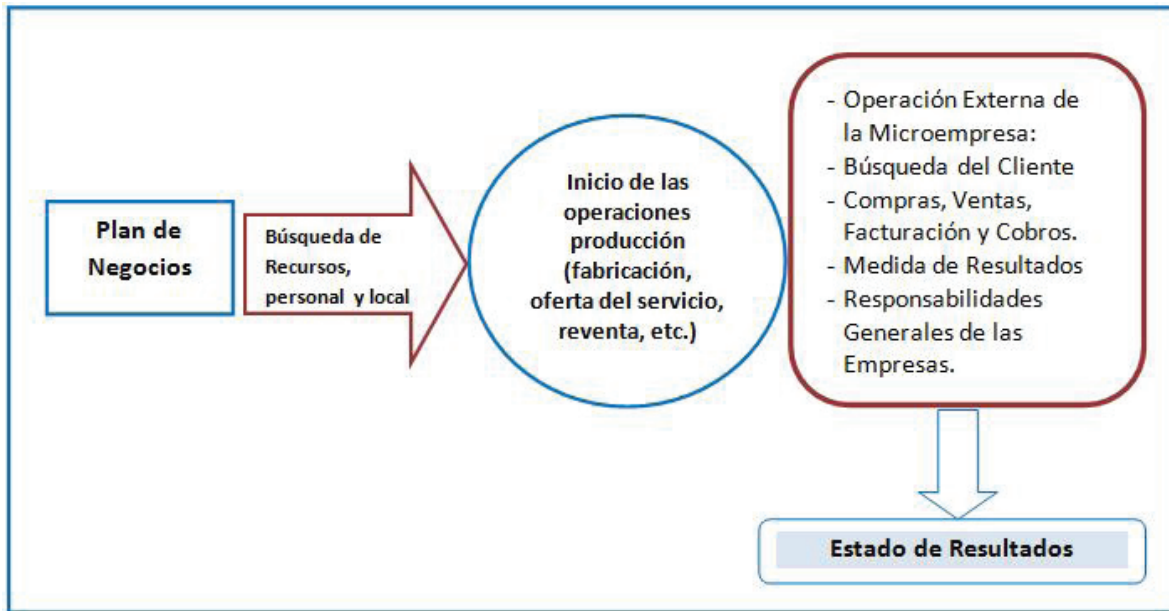 Plan de
Negocios
Búsqueda de
Recursos,
personal y local
Inicio de las
operaciones
producción
(fabricación,
oferta del servicio,
reventa, etc.)
- Operación Externa de
la Microempresa:
- Búsqueda del Cliente
- Compras, Ventas,
Facturación y Cobros.
- Medida de Resultados
- Responsabilidades
Generales de las
Empresas.
Estado de Resultados